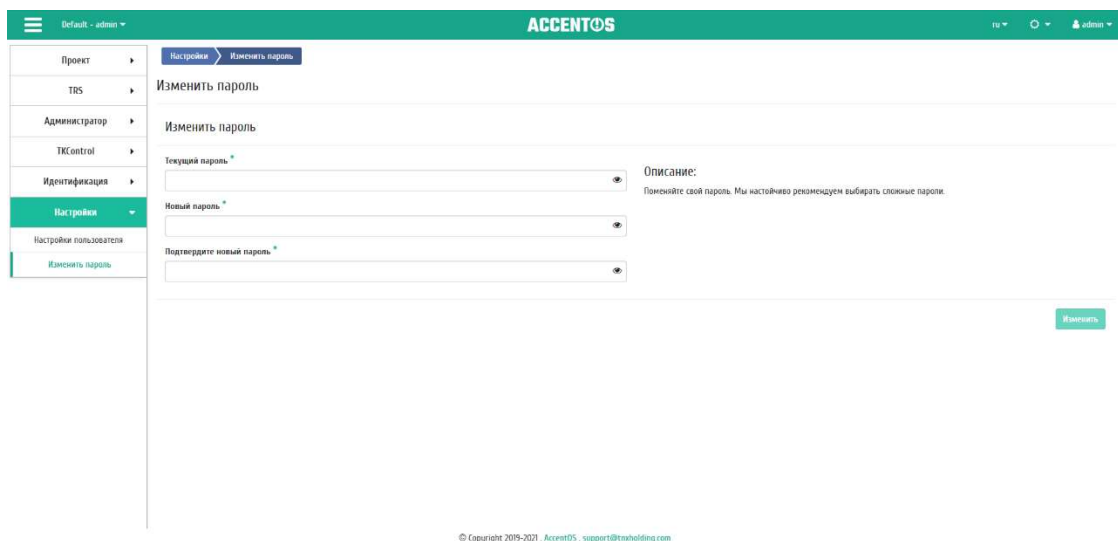 Default - admin
ACCENTOS
ru
admin
Проект
TRS
Администратор
TKControl
Идентификация
Настройки
Настройки пользователя
Изменить пароль
Настройки
Изменить пароль
Изменить пароль
Изменить пароль
Текущий пароль *
Новый пароль *
Подтвердите новый пароль *
Описание:
Поменяйте свой пароль. Мы настойчиво рекомендуем выбирать сложные пароли.
Изменить
© Copyright 2019-2021 . AccentOS . support@tnxholding.com